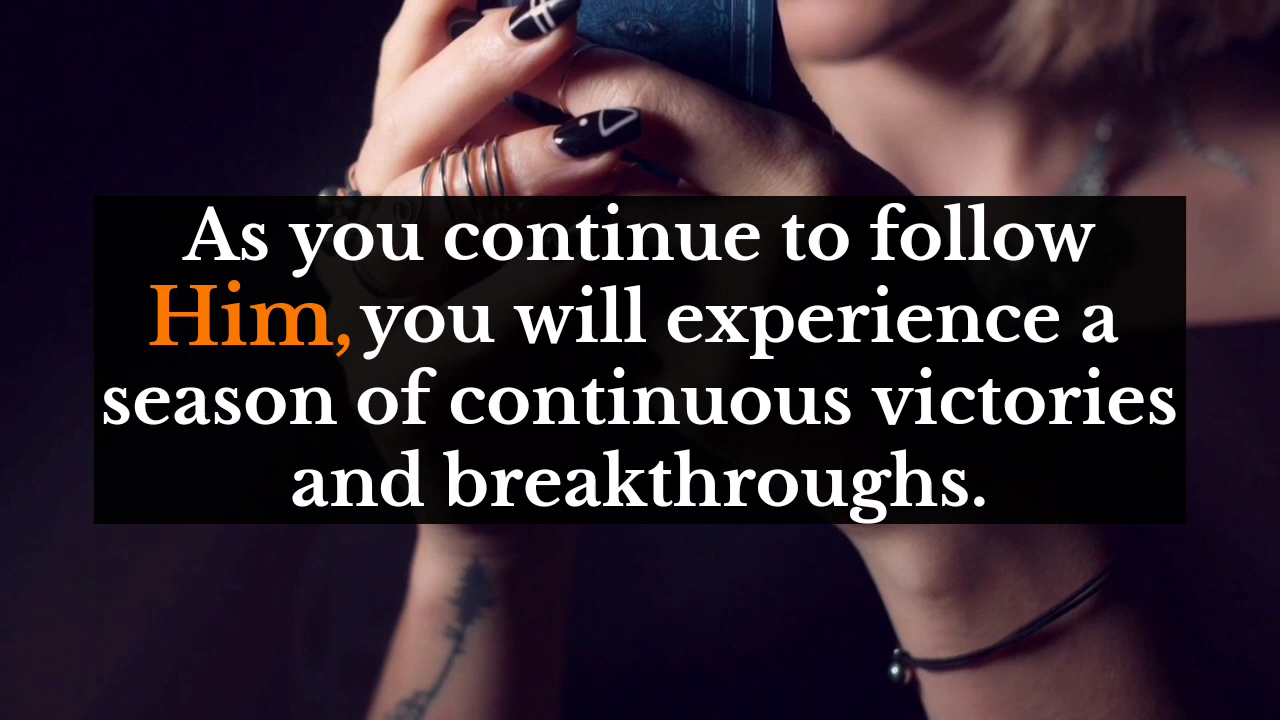 As you continue to follow
Him, you will experience a
season of continuous victories
and breakthroughs.